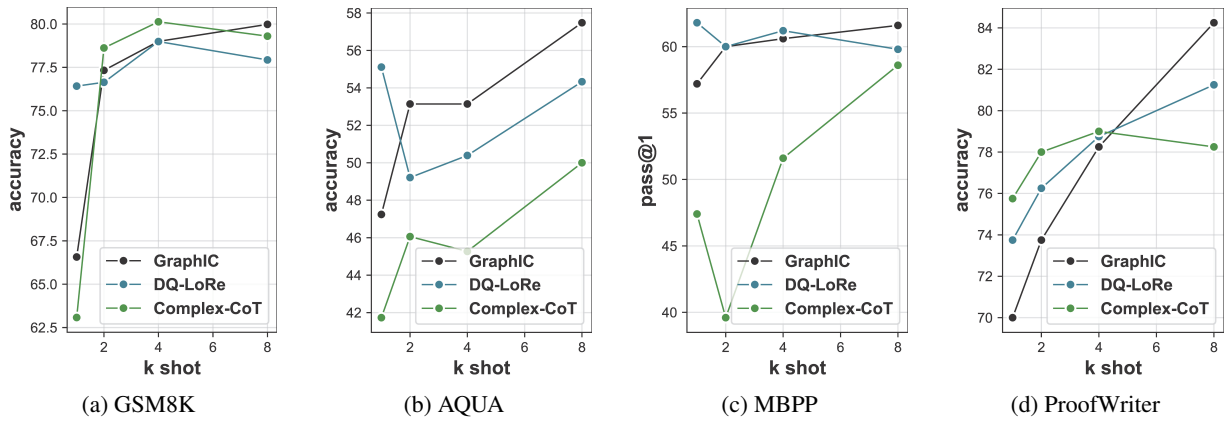 accuracy
80.0
77.5
75.0
72.5
70.0
67.5
65.0
62.5
2
4
6
8
k shot
GraphIC
DQ-LoRe
Complex-CoT
(a) GSM8K
accuracy
58
56
54
52
50
48
46
44
42
2
4
6
8
k shot
GraphIC
DQ-LoRe
Complex-CoT
(b) AQUA
pass@1
60
55
50
45
40
2
4
6
8
k shot
GraphIC
DQ-LoRe
Complex-CoT
(c) MBPP
accuracy
84
82
80
78
76
74
72
70
2
4
6
8
k shot
GraphIC
DQ-LoRe
Complex-CoT
(d) ProofWriter